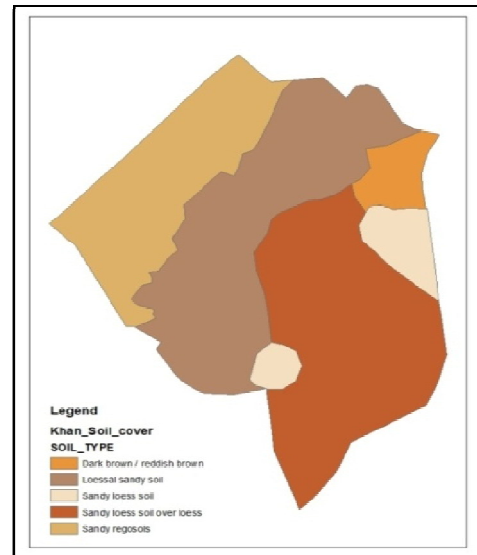 Legend
Khan_Soil_cover
SOIL_TYPE
Dark brown / reddish brown
Loessal sandy soil
Sandy loess soil
Sandy loess soil over loess
Sandy regosols